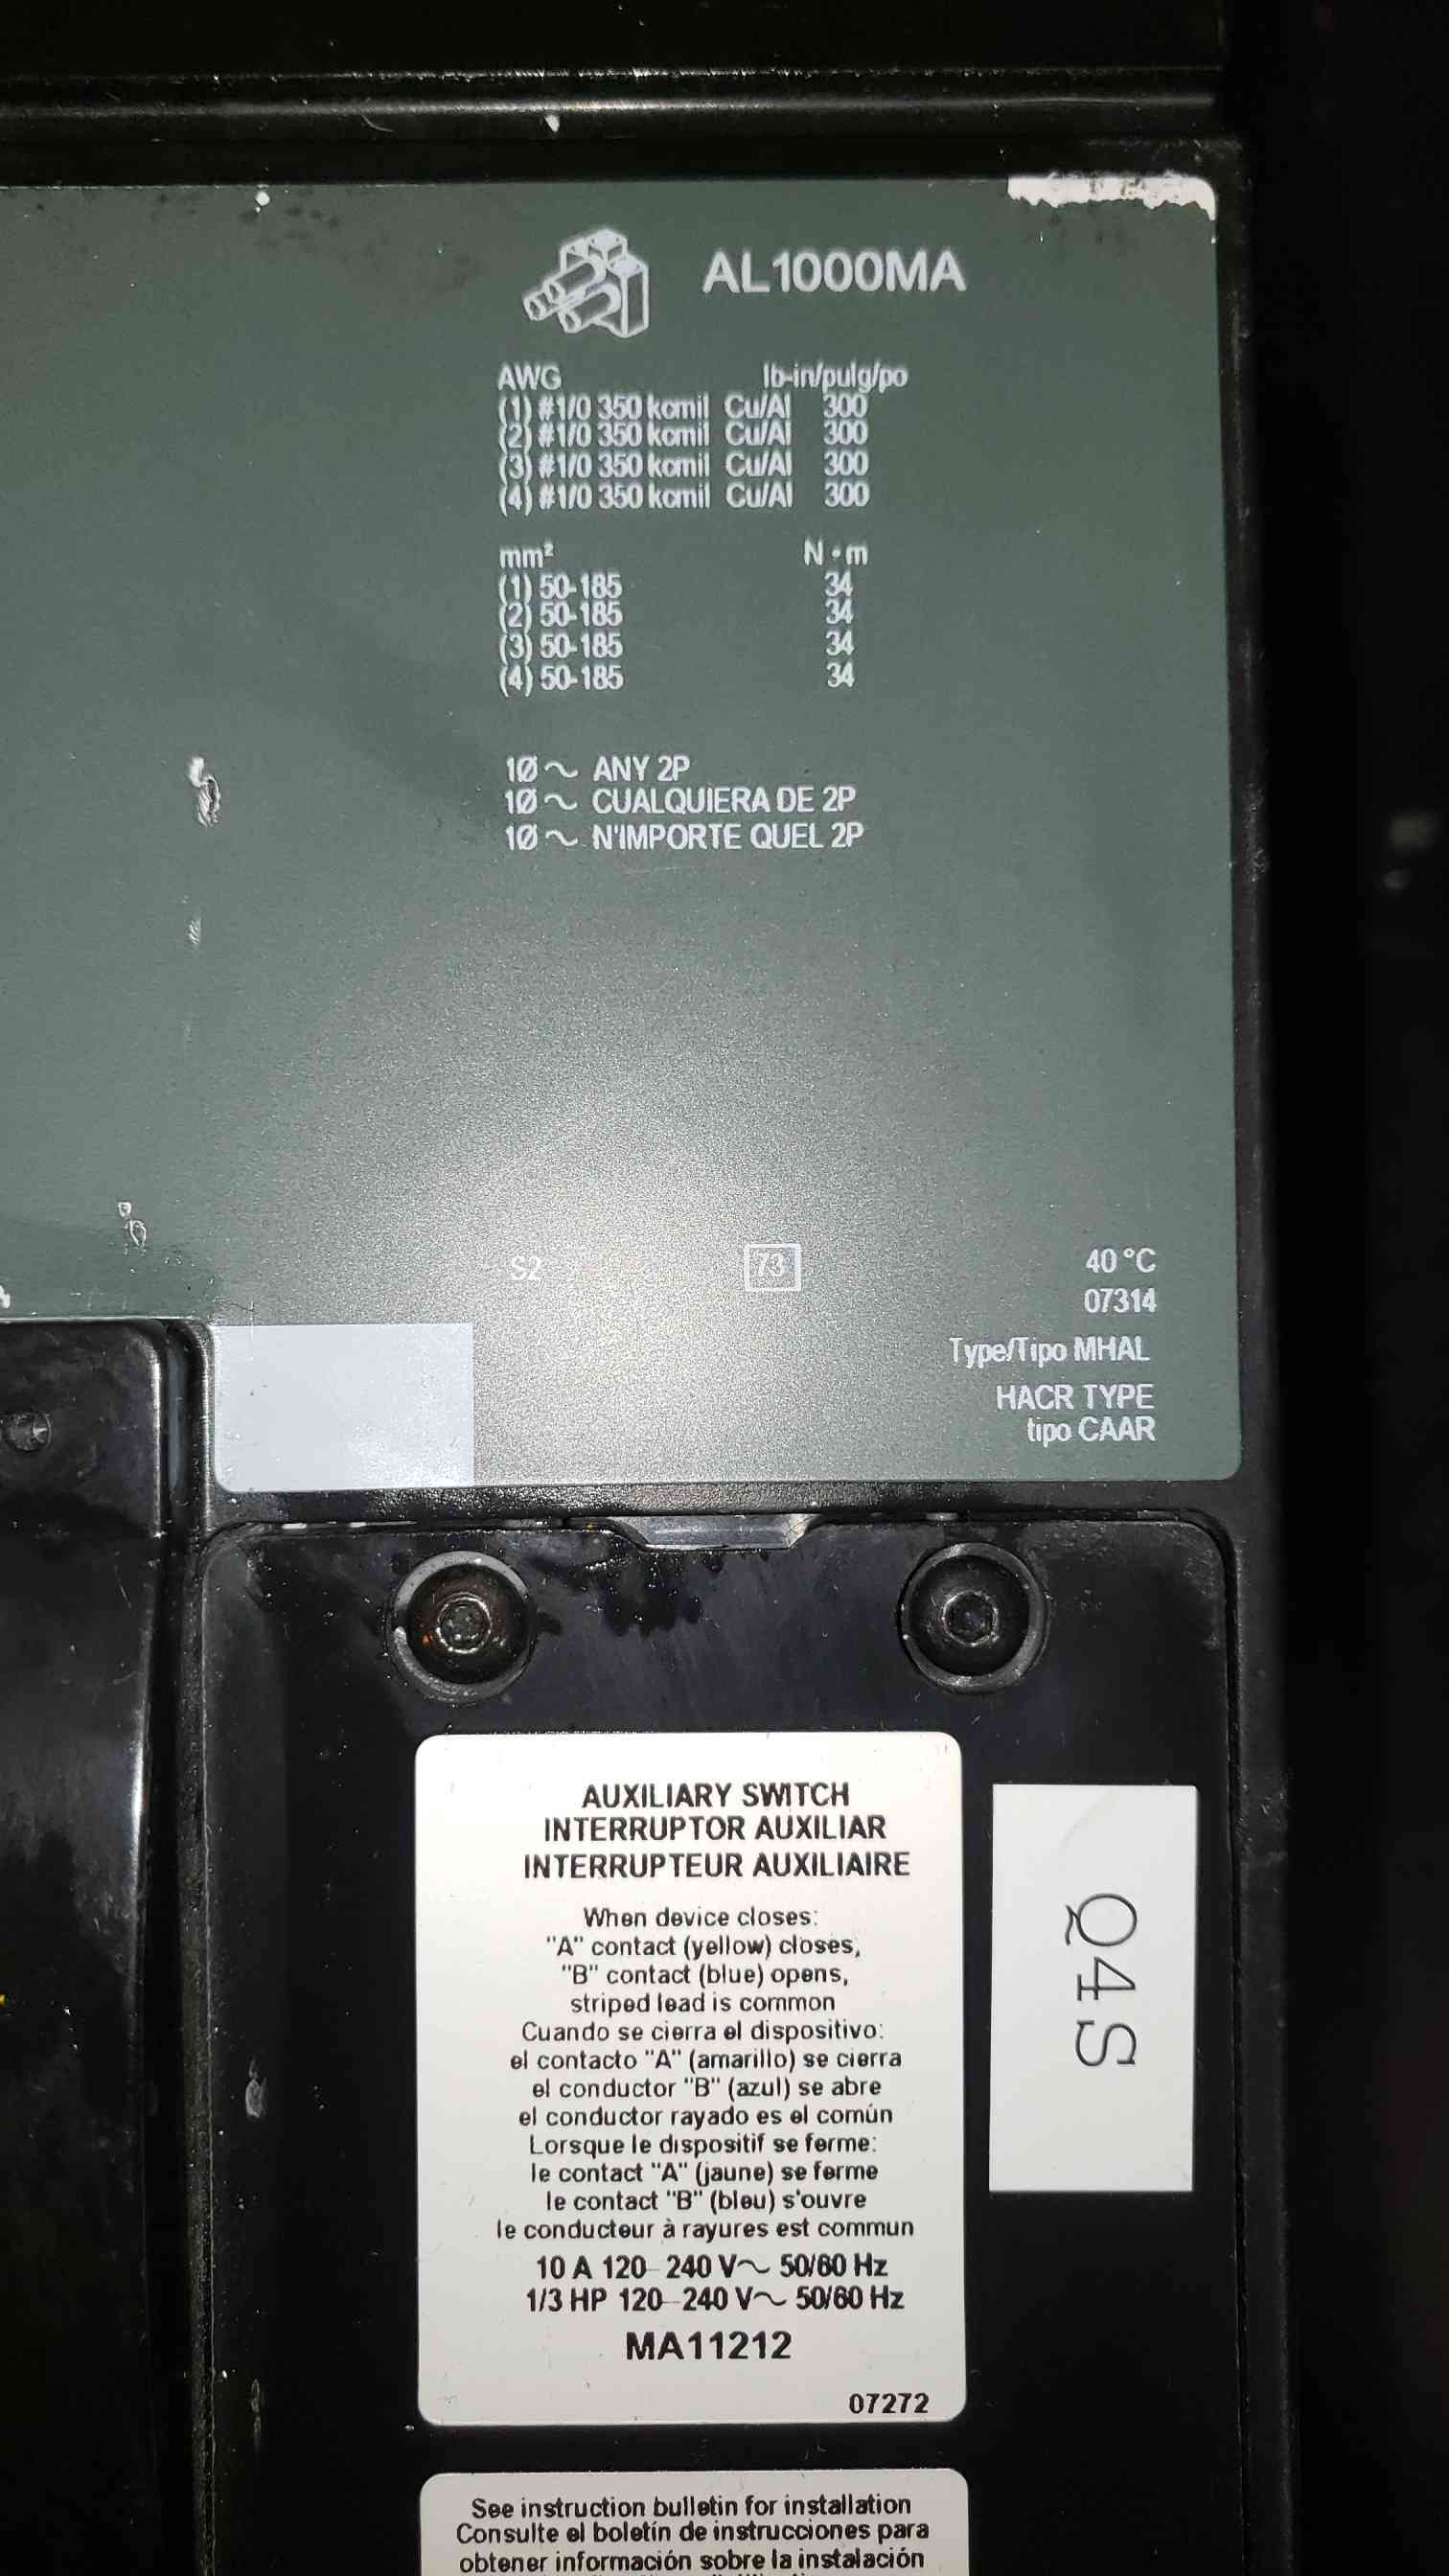 AL1000MA
AWG lb-in/pulg/po
(1) #1/0 350 kcmil Cu/Al 300
(2) #1/0 350 kcmil Cu/Al 300
(3) #1/0 350 kcmil Cu/Al 300
(4) #1/0 350 kcmil Cu/Al 300
mm² N·m
(1) 50-185 34
(2) 50-185 34
(3) 50-185 34
(4) 50-185 34
1Ø ~ ANY 2P
1Ø ~ CUALQUIERA DE 2P
1Ø ~ N'IMPORTE QUEL 2P
S2 73 40 °C
07314
Type/Tipo MHAL
HACR TYPE
tipo CAAR
AUXILIARY SWITCH
INTERRUPTOR AUXILIAR
INTERRUPTEUR AUXILIAIRE
When device closes:
"A" contact (yellow) closes,
"B" contact (blue) opens,
striped lead is common
Cuando se cierra el dispositivo:
el contacto "A" (amarillo) se cierra
el conductor "B" (azul) se abre
el conductor rayado es el común
Lorsque le dispositif se ferme:
le contact "A" (jaune) se ferme
le contact "B" (bleu) s'ouvre
le conducteur à rayures est commun
10 A 120-240 V~ 50/60 Hz
1/3 HP 120-240 V~ 50/60 Hz
MA11212
07272
Q4S
See instruction bulletin for installation
Consulte el boletín de instrucciones para
obtener información sobre la instalación